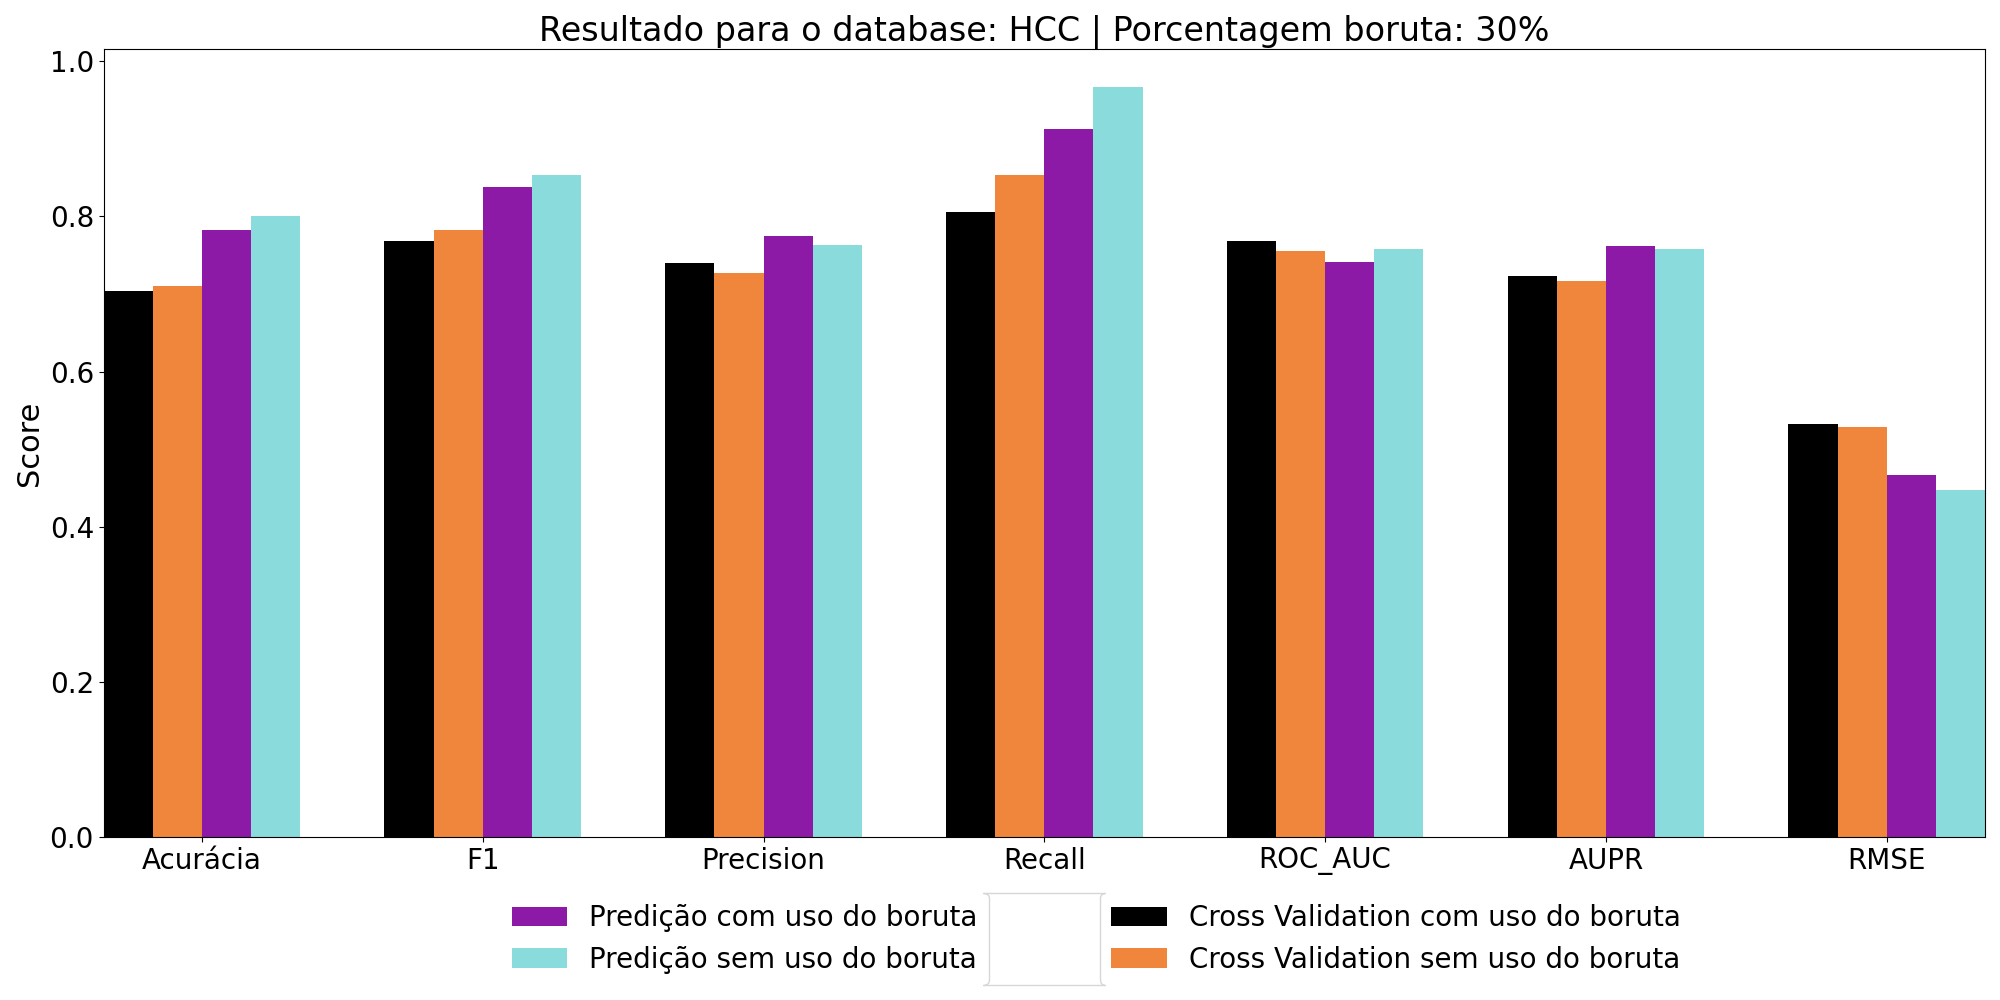 Resultado para o database: HCC | Porcentagem boruta: 30%
1.0
0.8
0.6
0.4
0.2
0.0
Score
Acurácia F1 Precision Recall ROC_AUC AUPR RMSE
Predição com uso do boruta Cross Validation com uso do boruta
Predição sem uso do boruta Cross Validation sem uso do boruta